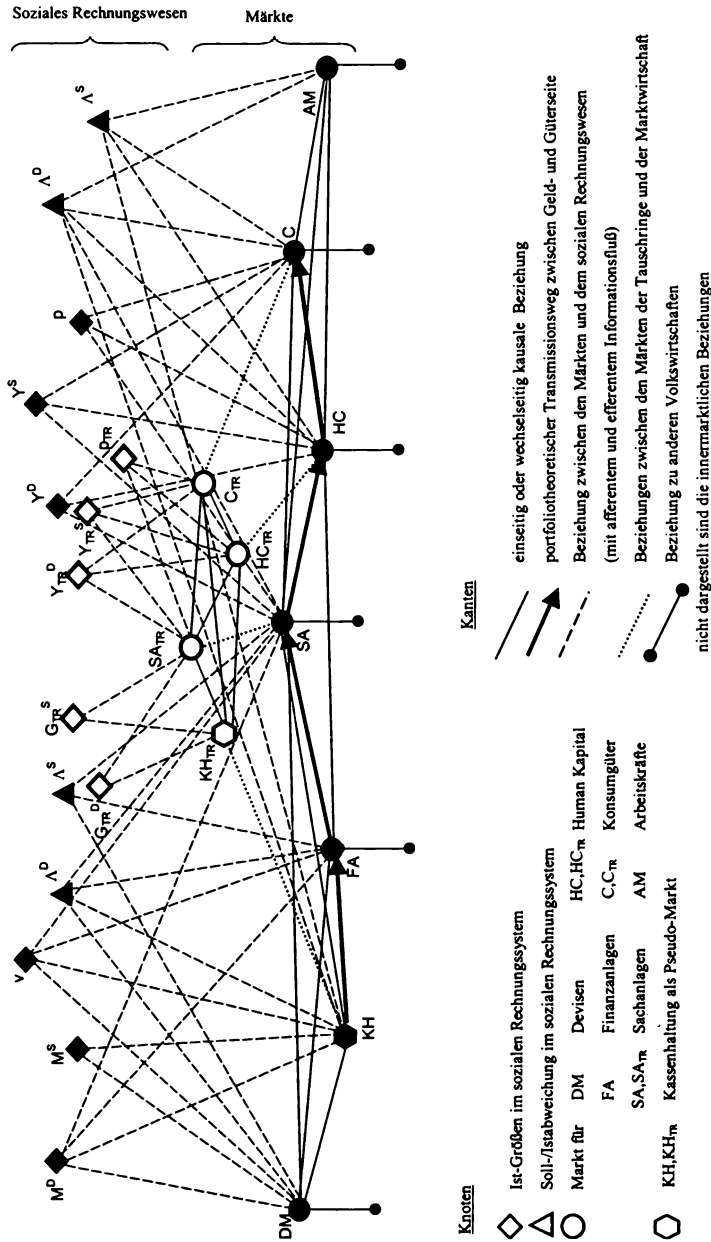 Soziales Rechnungswesen
Märkte
M^D
M^S
v
Λ^D
Λ^S
G_TR^D
G_TR^S
Y_TR^D
Y_TR^S
Y^D
Y^S
p
P_TR
Λ^D
Λ^S
SA_TR
KH_TR
HC_TR
C_TR
DM
KH
FA
SA
HC
C
AM
Knoten
Ist-Größen im sozialen Rechnungssystem
Soll-/Istabweichung im sozialen Rechnungssystem
Markt für DM Devisen HC,HC_TR Human Kapital
FA Finanzanlagen C,C_TR Konsumgüter
SA,SA_TR Sachanlagen AM Arbeitskräfte
KH,KH_TR Kassenhaltung als Pseudo-Markt
Kanten
einseitig oder wechselseitig kausale Beziehung
portfoliotheoretischer Transmissionsweg zwischen Geld- und Güterseite
Beziehung zwischen den Märkten und dem sozialen Rechnungswesen
(mit afferentem und efferentem Informationsfluß)
Beziehungen zwischen den Märkten der Tauschringe und der Marktwirtschaft
Beziehung zu anderen Volkswirtschaften
nicht dargestellt sind die innermarktlichen Beziehungen